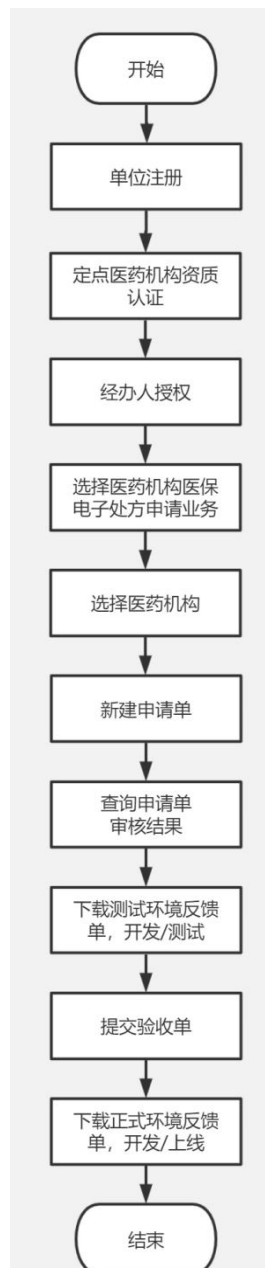 开始
单位注册
定点医药机构资质
认证
经办人授权
选择医药机构医保
电子处方申请业务
选择医药机构
新建申请单
查询申请单
审核结果
下载测试环境反馈
单，开发/测试
提交验收单
下载正式环境反馈
单，开发/上线
结束